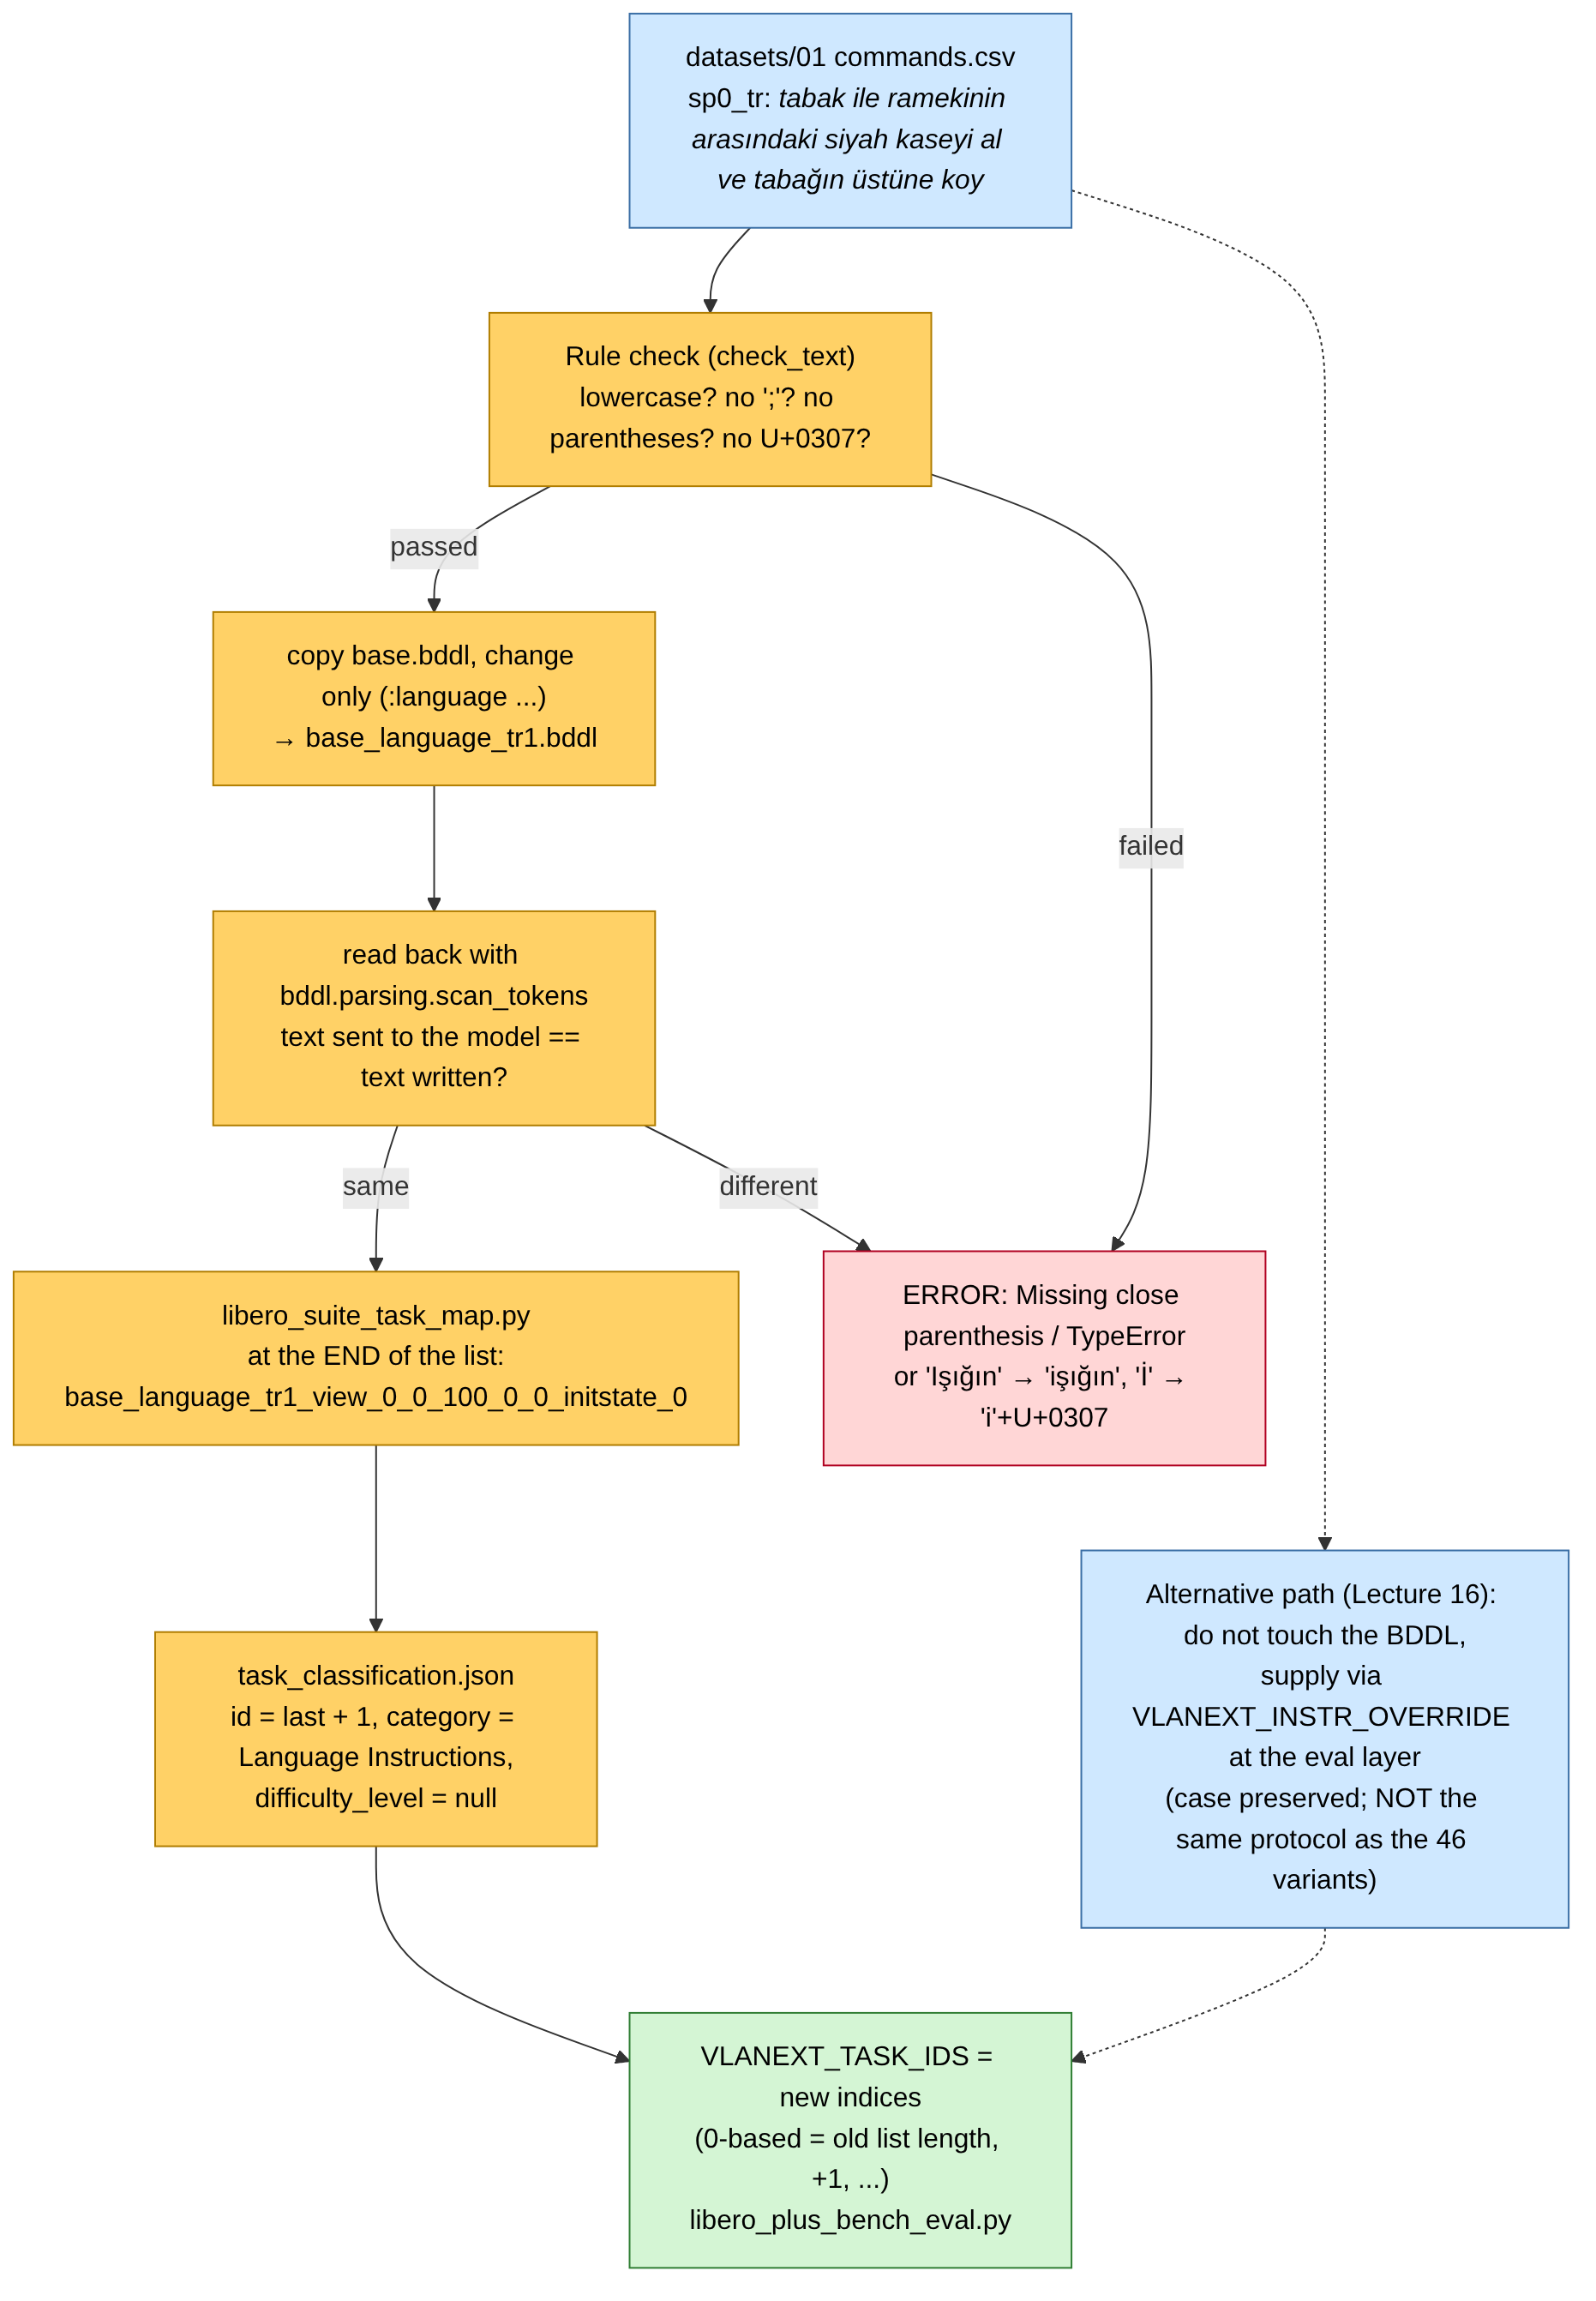 datasets/01 commands.csv
sp0_tr: tabak ile ramekinin
arasındaki siyah kaseyi al
ve tabağın üstüne koy
Rule check (check_text)
lowercase? no ';'? no
parentheses? no U+0307?
passed
copy base.bddl, change
only (:language ...)
→ base_language_tr1.bddl
failed
read back with
bddl.parsing.scan_tokens
text sent to the model ==
text written?
same
different
libero_suite_task_map.py
at the END of the list:
base_language_tr1_view_0_0_100_0_0_initstate_0
ERROR: Missing close
parenthesis / TypeError
or 'Işığın' → 'işığın', 'İ' →
'i'+U+0307
task_classification.json
id = last + 1, category =
Language Instructions,
difficulty_level = null
Alternative path (Lecture 16):
do not touch the BDDL,
supply via
VLANEXT_INSTR_OVERRIDE
at the eval layer
(case preserved; NOT the
same protocol as the 46
variants)
VLANEXT_TASK_IDS =
new indices
(0-based = old list length,
+1, ...)
libero_plus_bench_eval.py